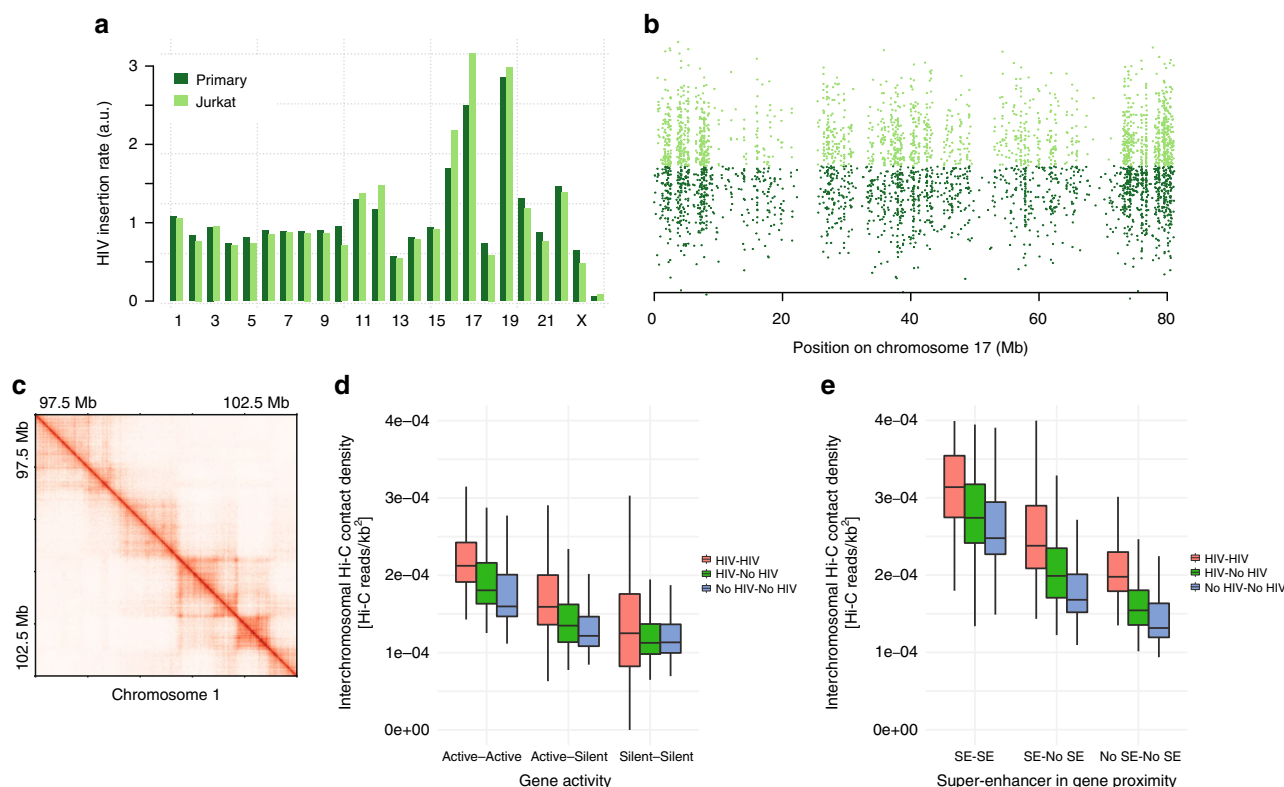 a
HIV insertion rate (a.u.)
3
2
1
0
Primary
Jurkat
1 3 5 7 9 11 13 15 17 19 21 X
b
0 20 40 60 80
Position on chromosome 17 (Mb)
c
97.5 Mb 102.5 Mb
97.5 Mb
102.5 Mb
Chromosome 1
d
Interchromosomal Hi-C contact density
[Hi-C reads/kb²]
4e–04
3e–04
2e–04
1e–04
0e+00
Active–Active Active–Silent Silent–Silent
Gene activity
HIV-HIV
HIV-No HIV
No HIV-No HIV
e
Interchromosomal Hi-C contact density
[Hi-C reads/kb²]
4e–04
3e–04
2e–04
1e–04
0e+00
SE-SE SE-No SE No SE-No SE
Super-enhancer in gene proximity
HIV-HIV
HIV-No HIV
No HIV-No HIV